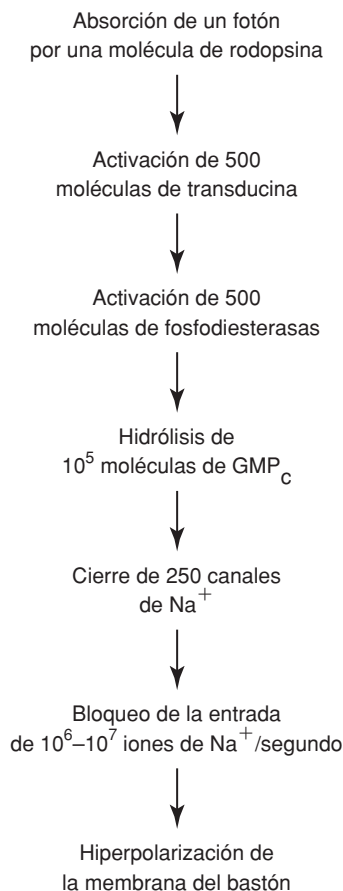 Absorción de un fotón
por una molécula de rodopsina
Activación de 500
moléculas de transducina
Activación de 500
moléculas de fosfodiesterasas
Hidrólisis de
10⁵ moléculas de GMPc
Cierre de 250 canales
de Na⁺
Bloqueo de la entrada
de 10⁶–10⁷ iones de Na⁺/segundo
Hiperpolarización de
la membrana del bastón